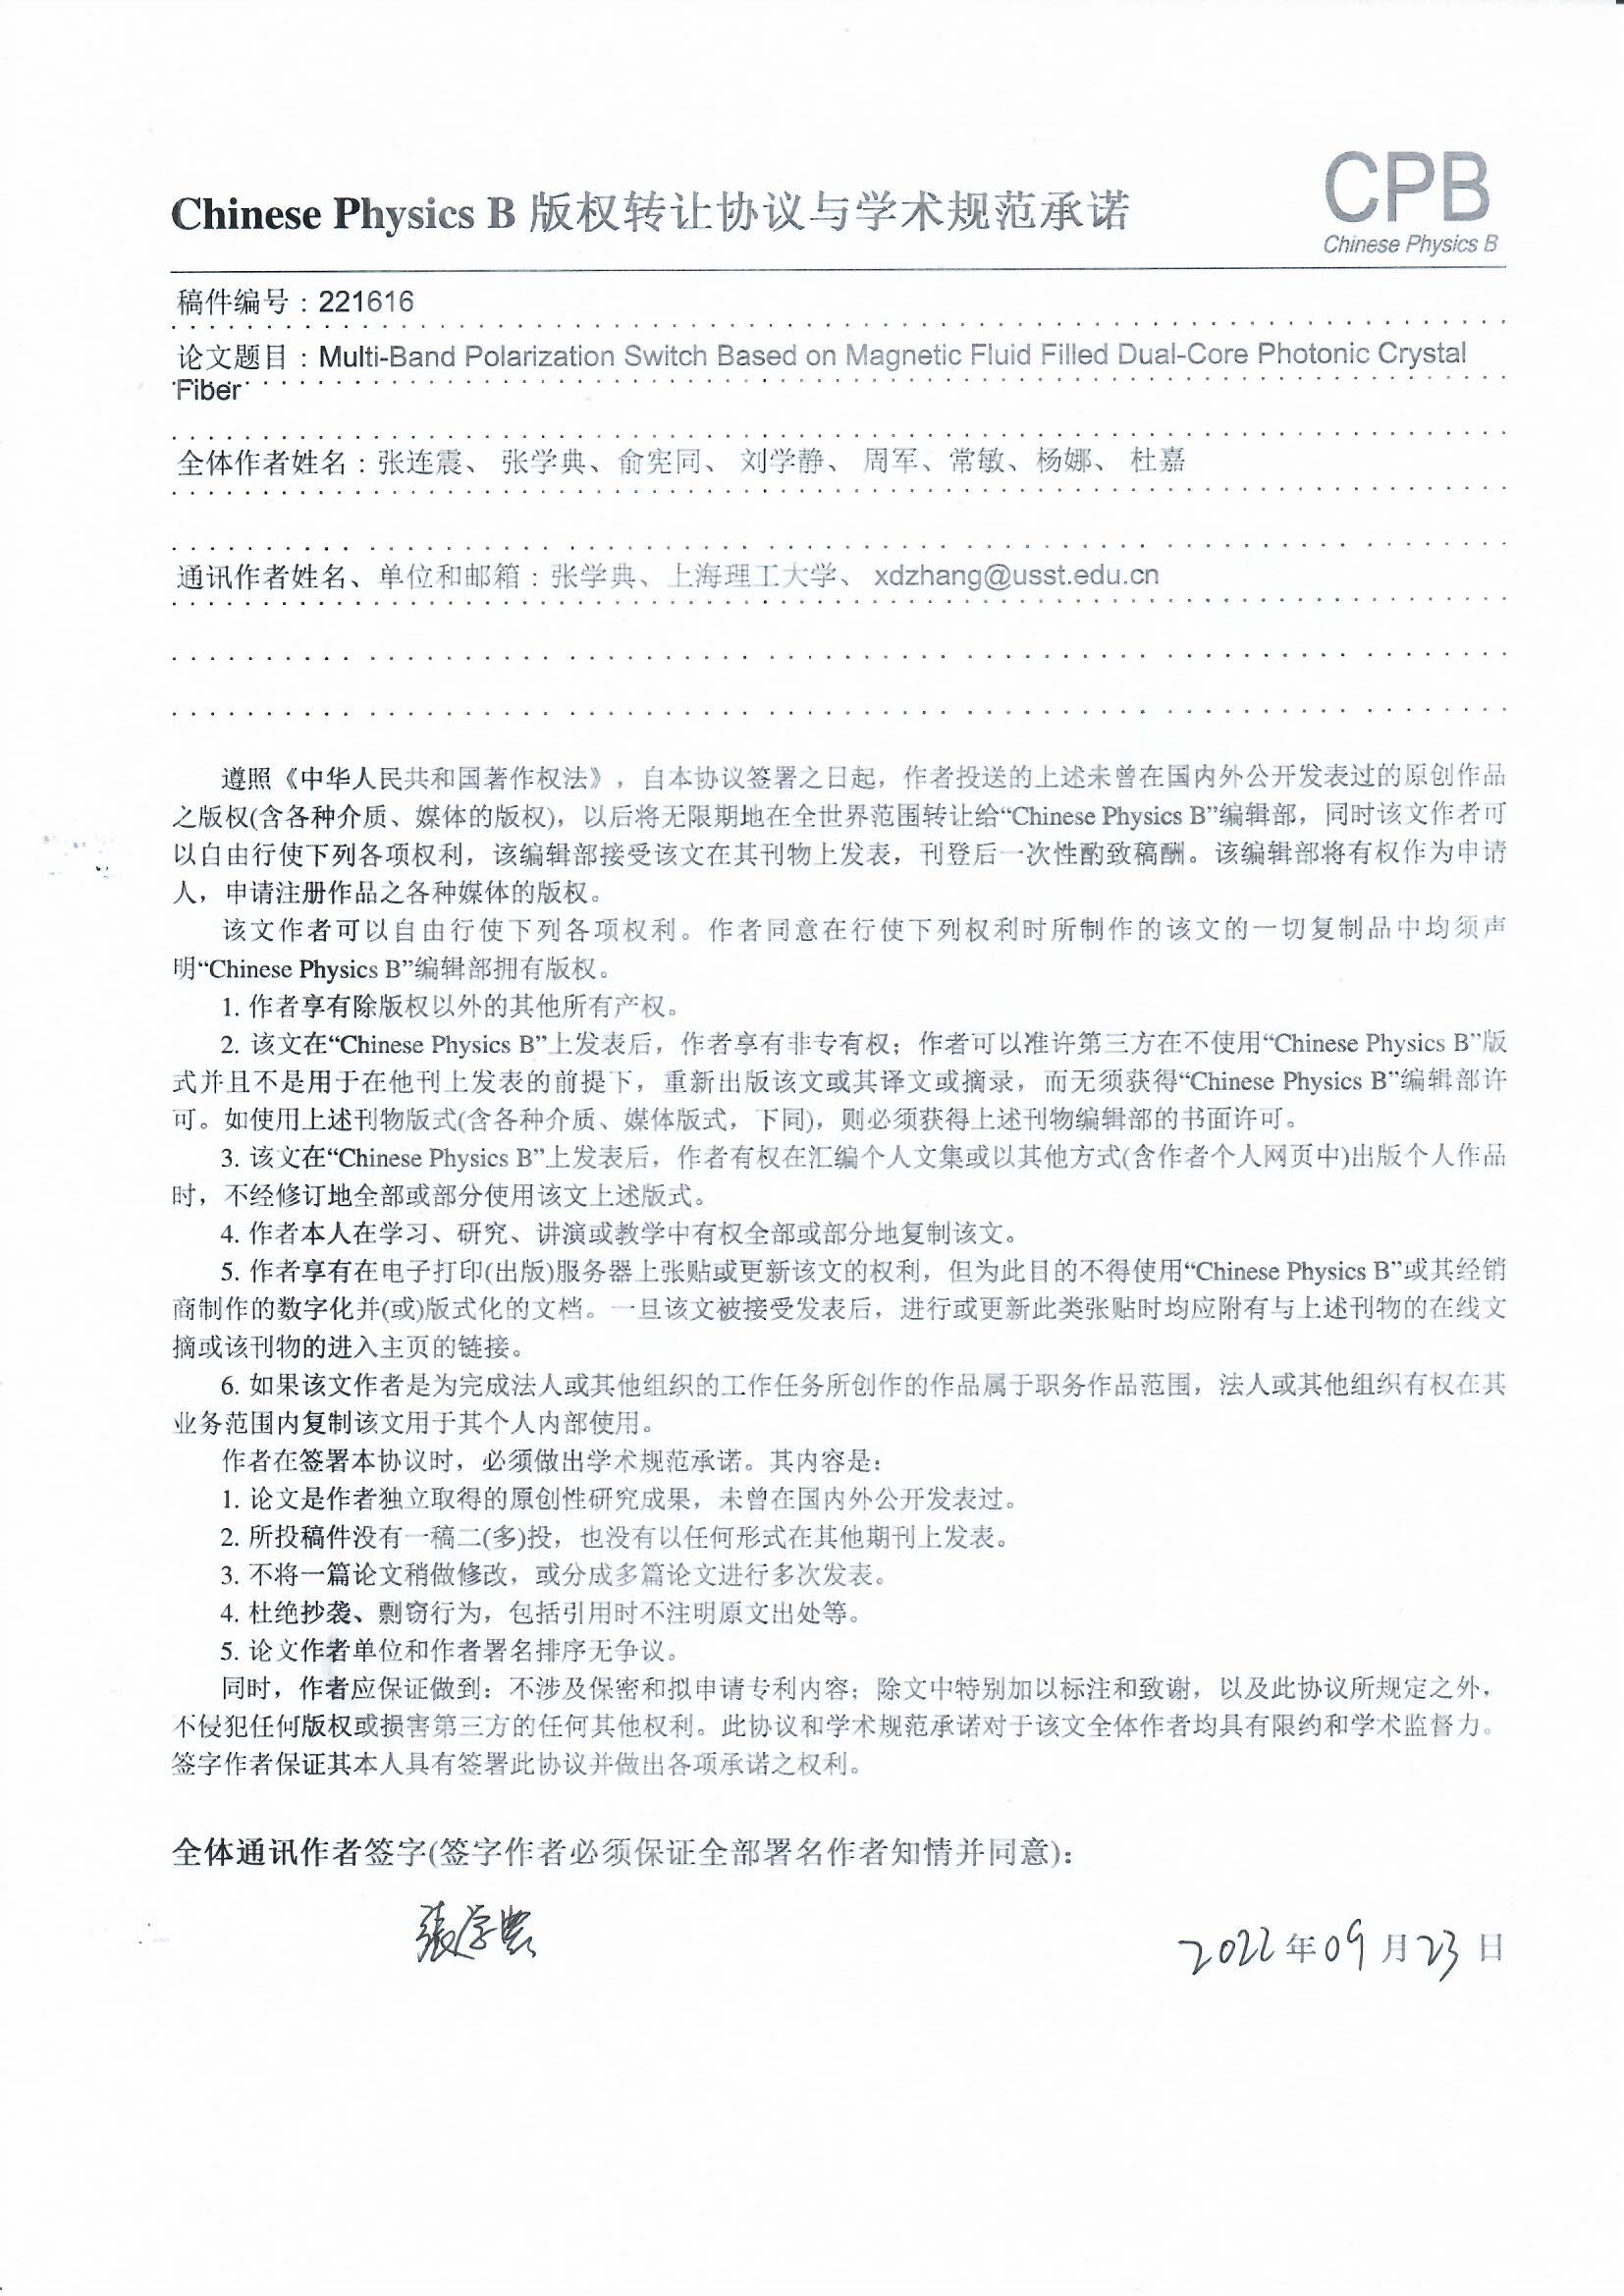 CPB
Chinese Physics B
Chinese Physics B 版权转让协议与学术规范承诺
稿件编号：221616
论文题目：Multi-Band Polarization Switch Based on Magnetic Fluid Filled Dual-Core Photonic Crystal
Fiber
全体作者姓名：张连震、 张学典、俞宪同、 刘学静、 周军、常敏、杨娜、 杜嘉
通讯作者姓名、单位和邮箱：张学典、上海理工大学、 xdzhang@usst.edu.cn
遵照《中华人民共和国著作权法》，自本协议签署之日起，作者投送的上述未曾在国内外公开发表过的原创作品
之版权(含各种介质、媒体的版权)，以后将无限期地在全世界范围转让给“Chinese Physics B”编辑部，同时该文作者可
以自由行使下列各项权利，该编辑部接受该文在其刊物上发表，刊登后一次性酌致稿酬。该编辑部将有权作为申请
人，申请注册作品之各种媒体的版权。
该文作者可以自由行使下列各项权利。作者同意在行使下列权利时所制作的该文的一切复制品中均须声
明“Chinese Physics B”编辑部拥有版权。
1. 作者享有除版权以外的其他所有产权。
2. 该文在“Chinese Physics B”上发表后，作者享有非专有权；作者可以准许第三方在不使用“Chinese Physics B”版
式并且不是用于在他刊上发表的前提下，重新出版该文或其译文或摘录，而无须获得“Chinese Physics B”编辑部许
可。如使用上述刊物版式(含各种介质、媒体版式，下同)，则必须获得上述刊物编辑部的书面许可。
3. 该文在“Chinese Physics B”上发表后，作者有权在汇编个人文集或以其他方式(含作者个人网页中)出版个人作品
时，不经修订地全部或部分使用该文上述版式。
4. 作者本人在学习、研究、讲演或教学中有权全部或部分地复制该文。
5. 作者享有在电子打印(出版)服务器上张贴或更新该文的权利，但为此目的不得使用“Chinese Physics B”或其经销
商制作的数字化并(或)版式化的文档。一旦该文被接受发表后，进行或更新此类张贴时均应附有与上述刊物的在线文
摘或该刊物的进入主页的链接。
6. 如果该文作者是为完成法人或其他组织的工作任务所创作的作品属于职务作品范围，法人或其他组织有权在其
业务范围内复制该文用于其个人内部使用。
作者在签署本协议时，必须做出学术规范承诺。其内容是：
1. 论文是作者独立取得的原创性研究成果，未曾在国内外公开发表过。
2. 所投稿件没有一稿二(多)投，也没有以任何形式在其他期刊上发表。
3. 不将一篇论文稍做修改，或分成多篇论文进行多次发表。
4. 杜绝抄袭、剽窃行为，包括引用时不注明原文出处等。
5. 论文作者单位和作者署名排序无争议。
同时，作者应保证做到：不涉及保密和拟申请专利内容；除文中特别加以标注和致谢，以及此协议所规定之外，
不侵犯任何版权或损害第三方的任何其他权利。此协议和学术规范承诺对于该文全体作者均具有限约和学术监督力。
签字作者保证其本人具有签署此协议并做出各项承诺之权利。
全体通讯作者签字(签字作者必须保证全部署名作者知情并同意)：
張学典
2022 年 09 月 23 日